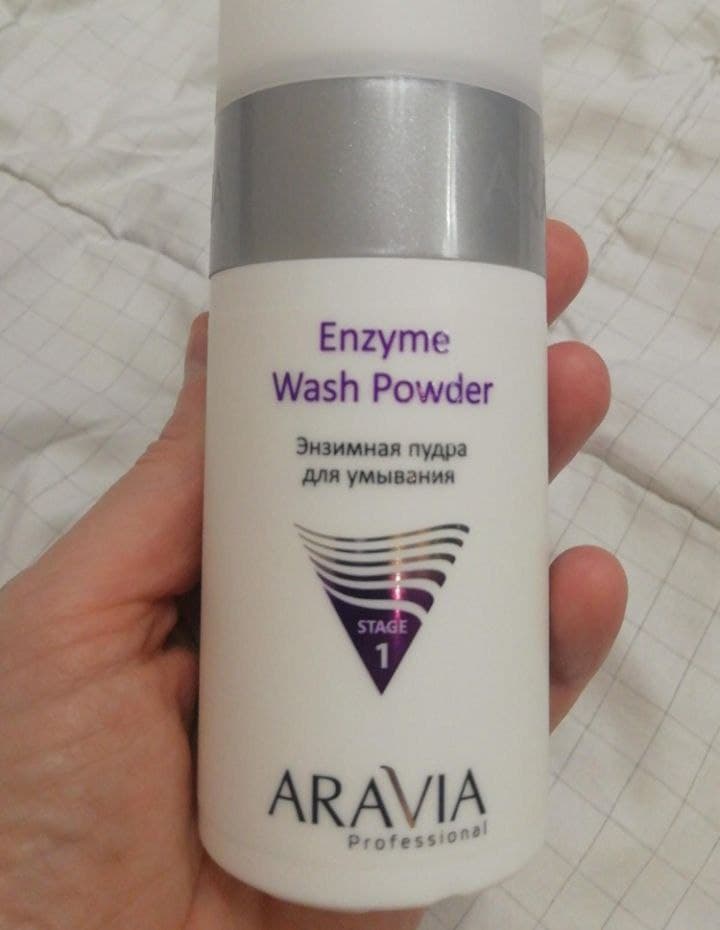 Enzyme
Wash Powder
Энзимная пудра
для умывания
STAGE
1
ARAVIA
Professional